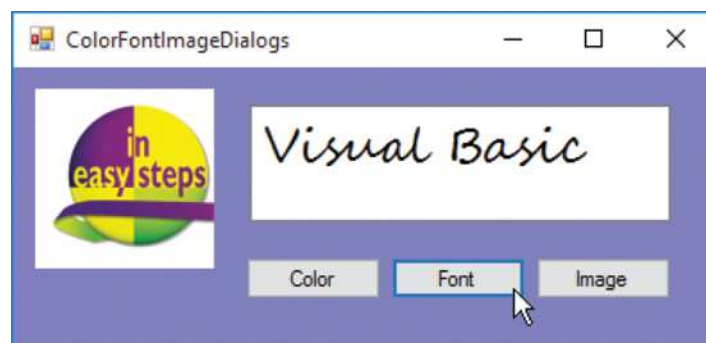 ColorFontImageDialogs
in
easy steps
Visual Basic
Color
Font
Image